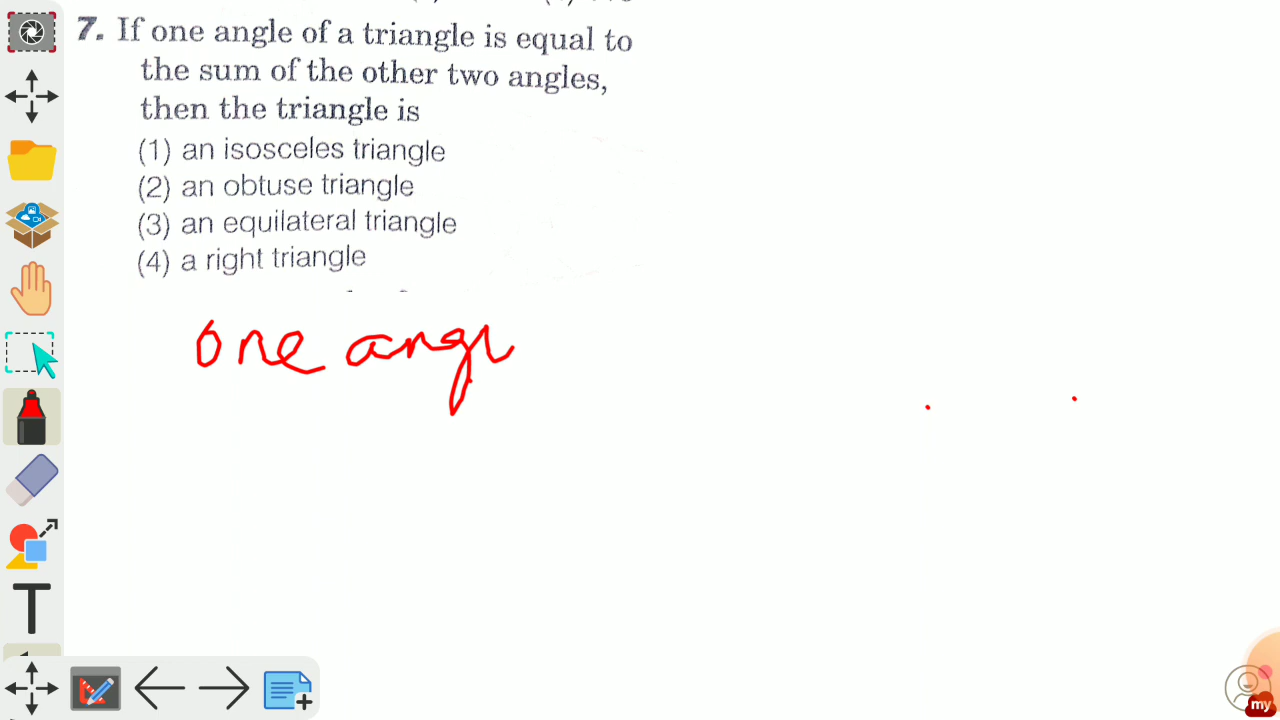 7. If one angle of a triangle is equal to
the sum of the other two angles,
then the triangle is
(1) an isosceles triangle
(2) an obtuse triangle
(3) an equilateral triangle
(4) a right triangle
one angl
T
my